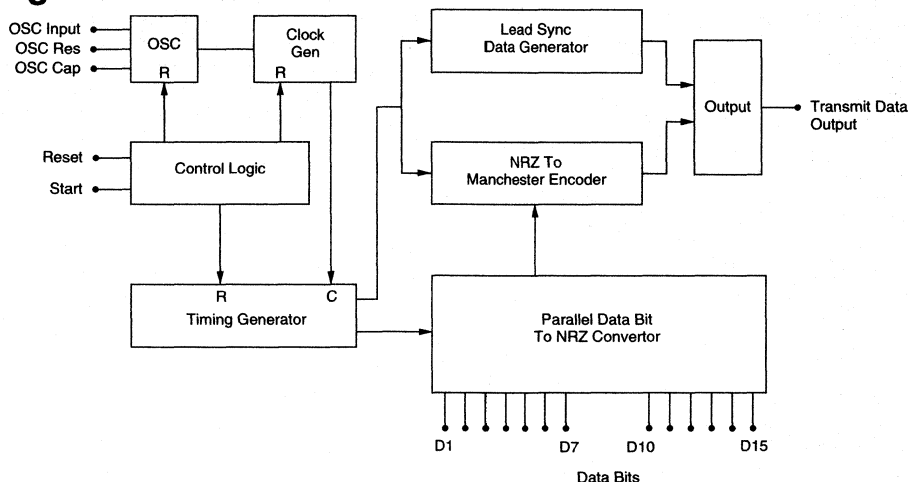 OSC Input
OSC Res
OSC Cap
OSC
R
Clock
Gen
R
Lead Sync
Data Generator
Output
Transmit Data
Output
Reset
Start
Control Logic
NRZ To
Manchester Encoder
R
C
Timing Generator
Parallel Data Bit
To NRZ Convertor
D1
D7
D10
D15
Data Bits